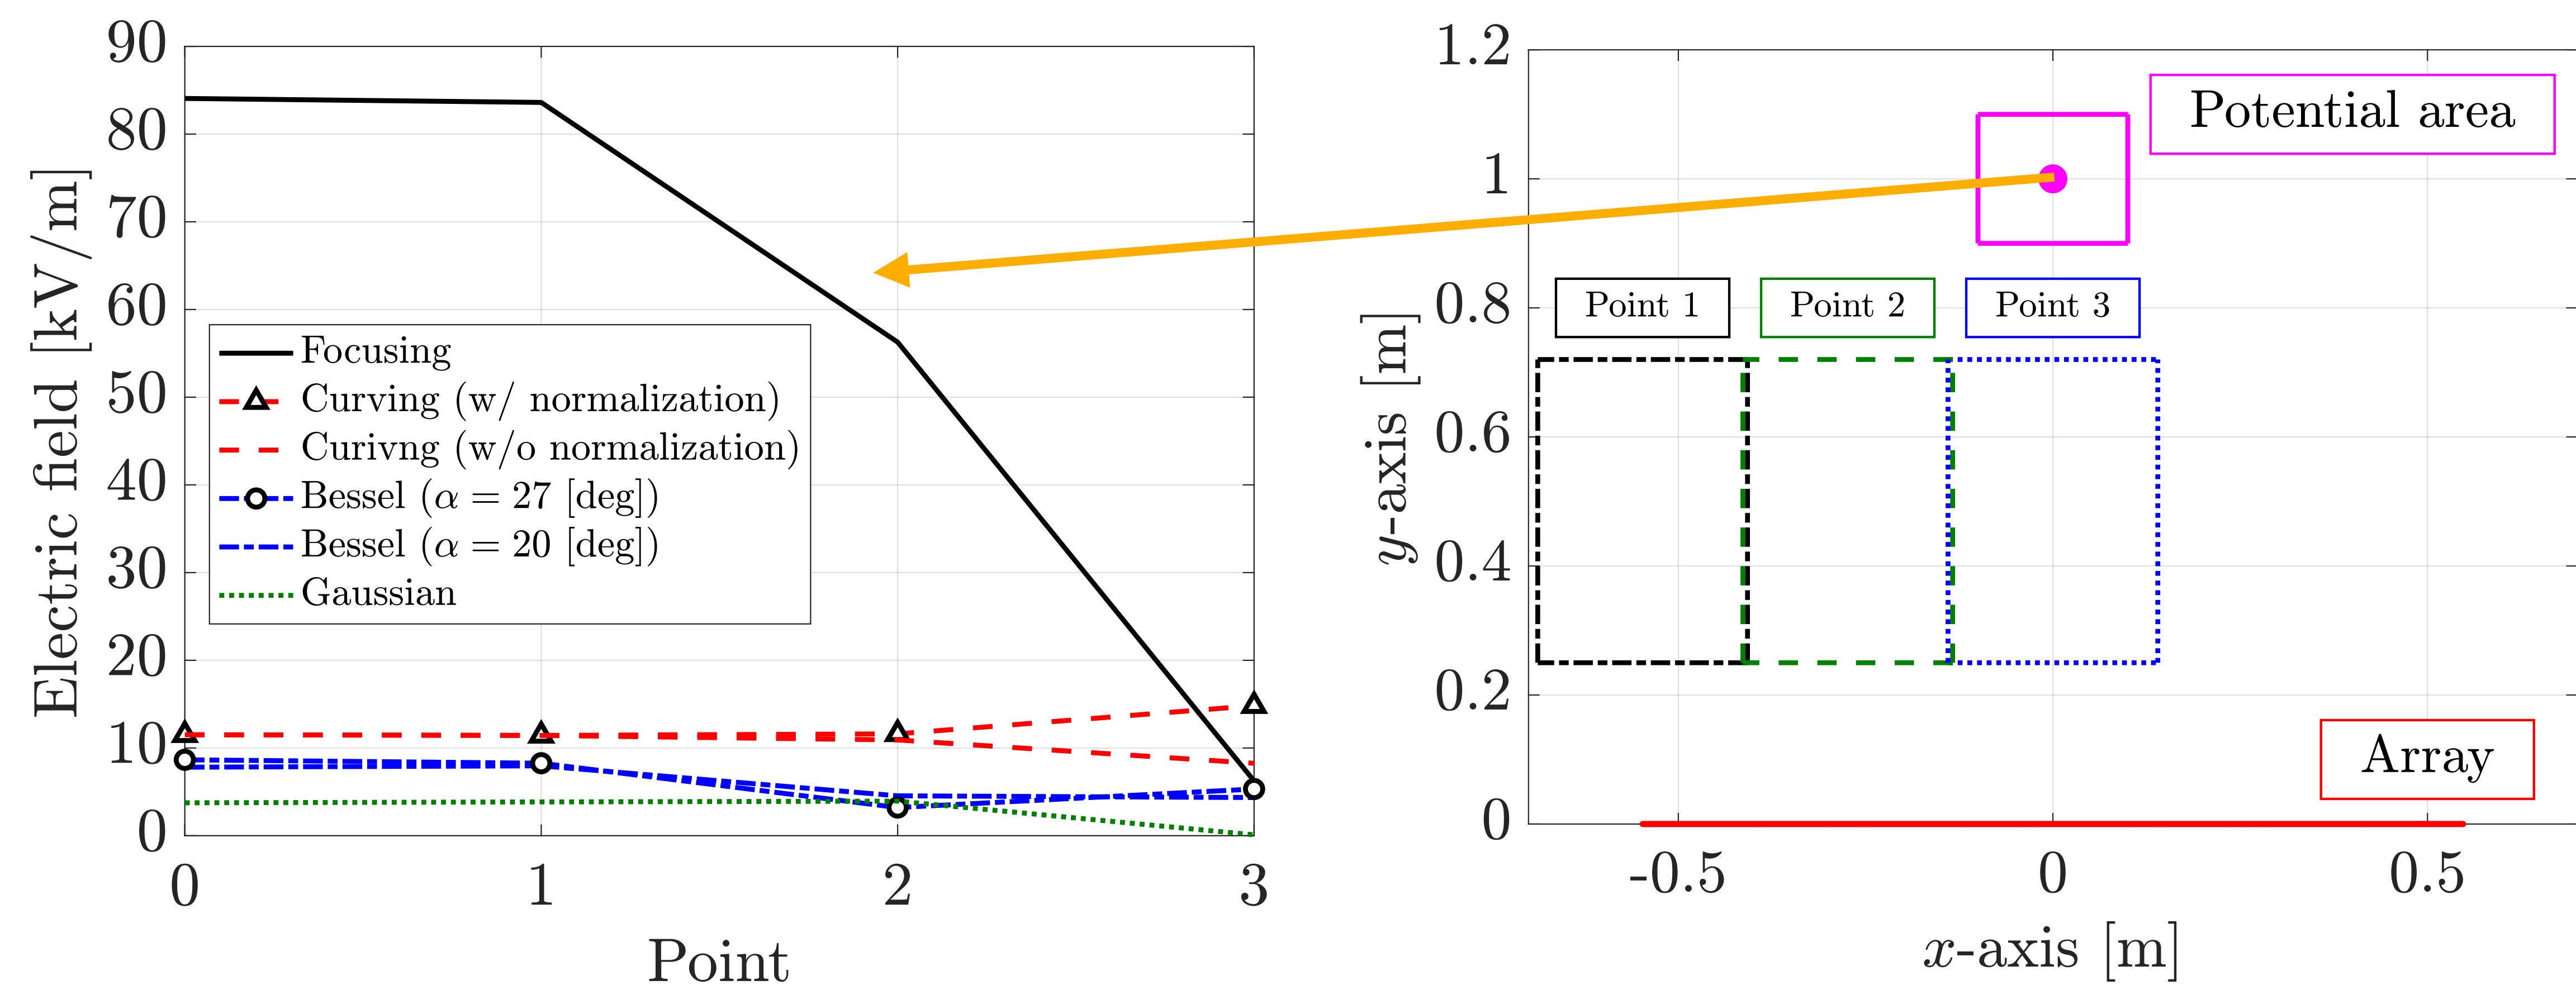 90
80
70
60
50
40
30
20
10
0
Electric field [kV/m]
Focusing
Curving (w/ normalization)
Curivng (w/o normalization)
Bessel (α = 27 [deg])
Bessel (α = 20 [deg])
Gaussian
0 1 2 3
Point
1.2
1
0.8
0.6
0.4
0.2
0
y-axis [m]
Potential area
Point 1 Point 2 Point 3
Array
-0.5 0 0.5
x-axis [m]